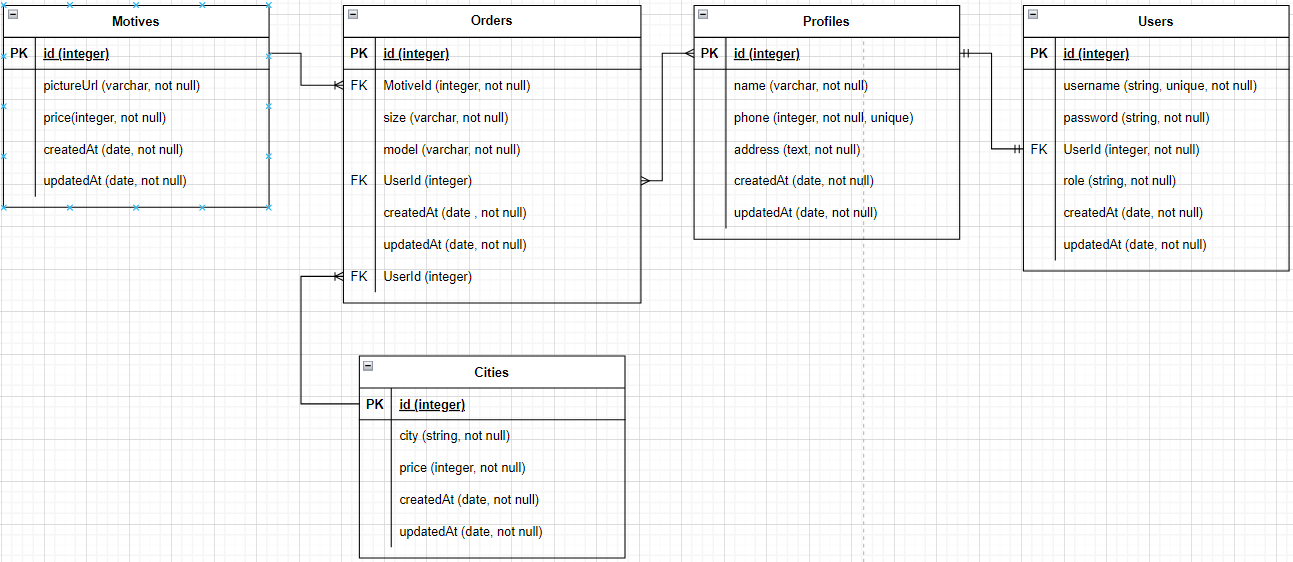 Motives
PK id (integer)
pictureUrl (varchar, not null)
price(integer, not null)
createdAt (date, not null)
updatedAt (date, not null)
Orders
PK id (integer)
FK MotiveId (integer, not null)
size (varchar, not null)
model (varchar, not null)
FK UserId (integer)
createdAt (date , not null)
updatedAt (date, not null)
FK UserId (integer)
Profiles
PK id (integer)
name (varchar, not null)
phone (integer, not null, unique)
address (text, not null)
createdAt (date, not null)
updatedAt (date, not null)
Users
PK id (integer)
username (string, unique, not null)
password (string, not null)
FK UserId (integer, not null)
role (string, not null)
createdAt (date, not null)
updatedAt (date, not null)
Cities
PK id (integer)
city (string, not null)
price (integer, not null)
createdAt (date, not null)
updatedAt (date, not null)